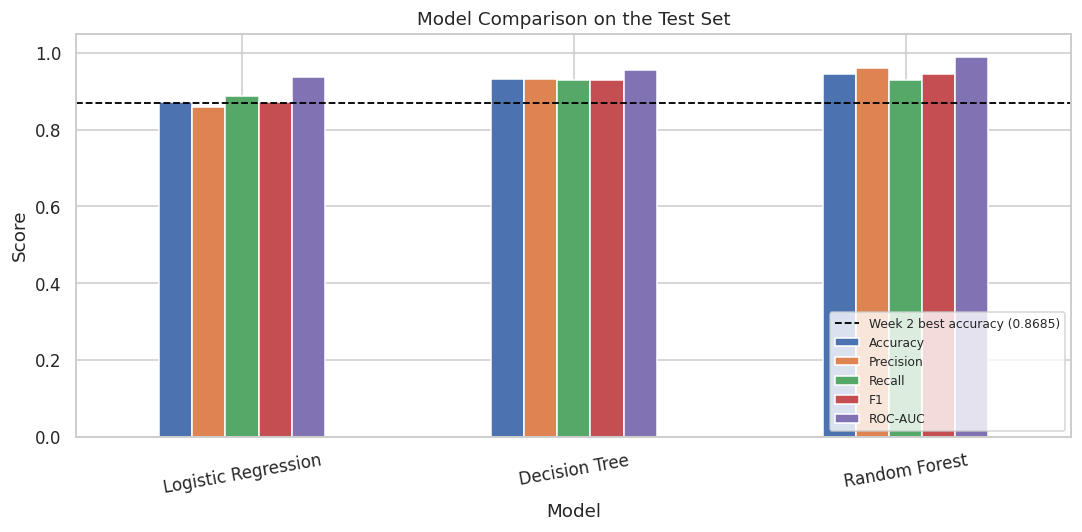 Model Comparison on the Test Set
Score
1.0
0.8
0.6
0.4
0.2
0.0
Week 2 best accuracy (0.8685)
Accuracy
Precision
Recall
F1
ROC-AUC
Logistic Regression
Decision Tree
Random Forest
Model